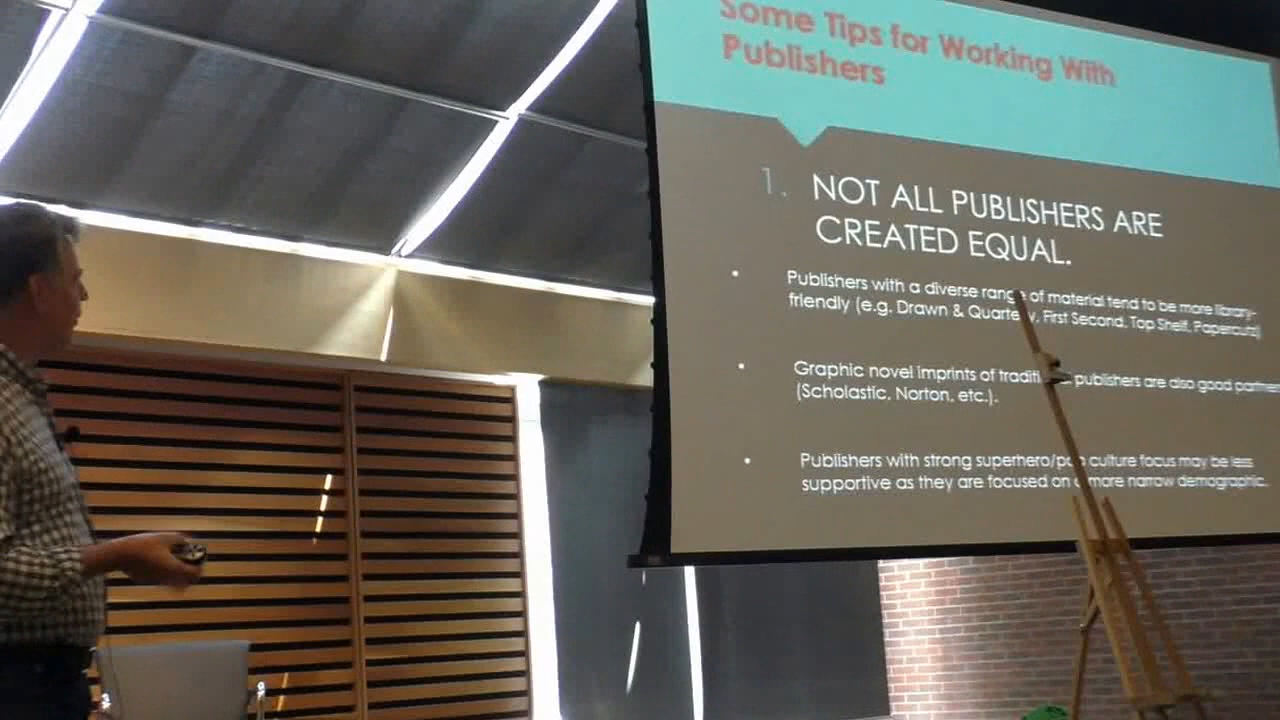 Some Tips for Working With
Publishers
1. NOT ALL PUBLISHERS ARE
CREATED EQUAL.
• Publishers with a diverse range of material tend to be more library-
friendly (e.g. Drawn & Quarterly, First Second, Top Shelf, Papercutz)
• Graphic novel imprints of traditional publishers are also good partners
(Scholastic, Norton, etc.).
• Publishers with strong superhero/pop culture focus may be less
supportive as they are focused on a more narrow demographic.